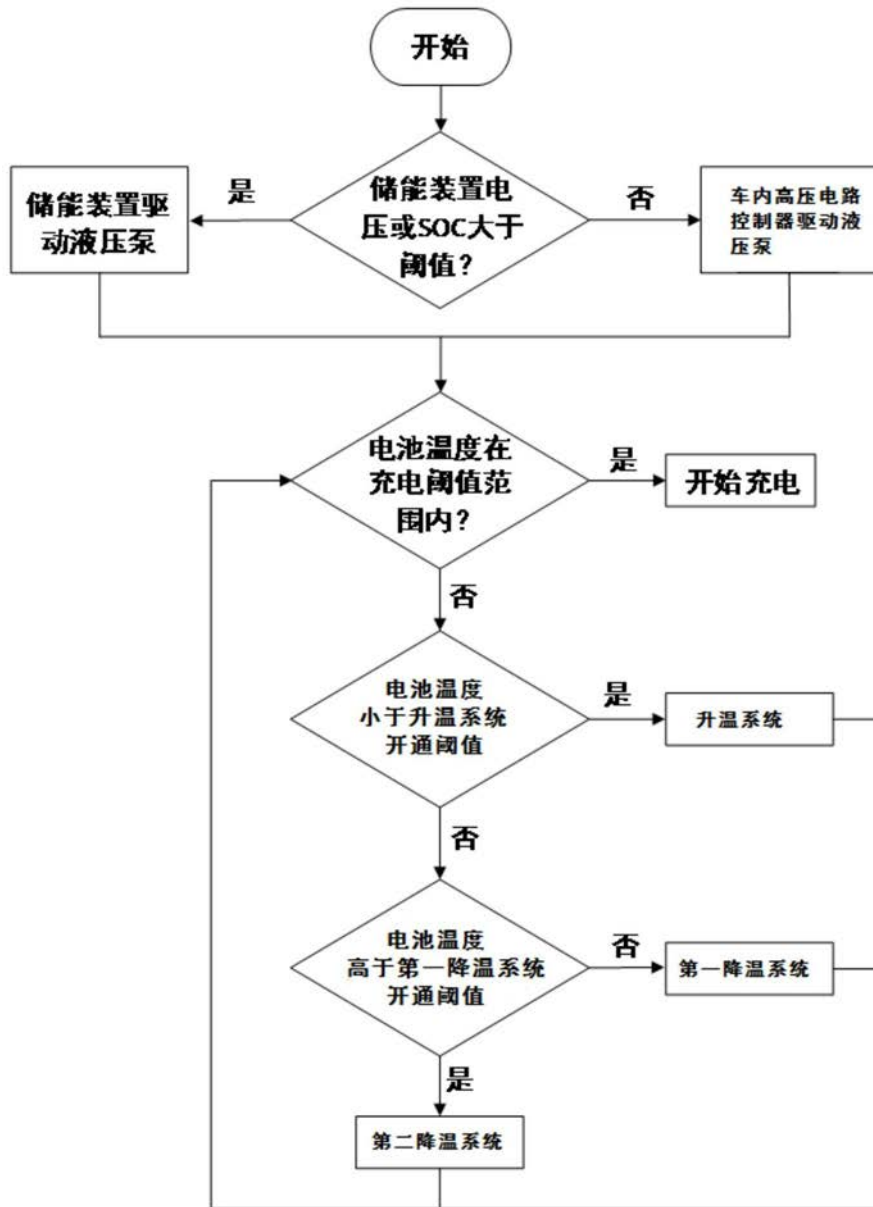 开始
储能装置电
压或SOC大于
阈值？
是
否
储能装置驱
动液压泵
车内高压电路
控制器驱动液
压泵
电池温度在
充电阈值范
围内？
是
开始充电
否
电池温度
小于升温系统
开通阈值
是
升温系统
否
电池温度
高于第一降温系统
开通阈值
否
第一降温系统
是
第二降温系统